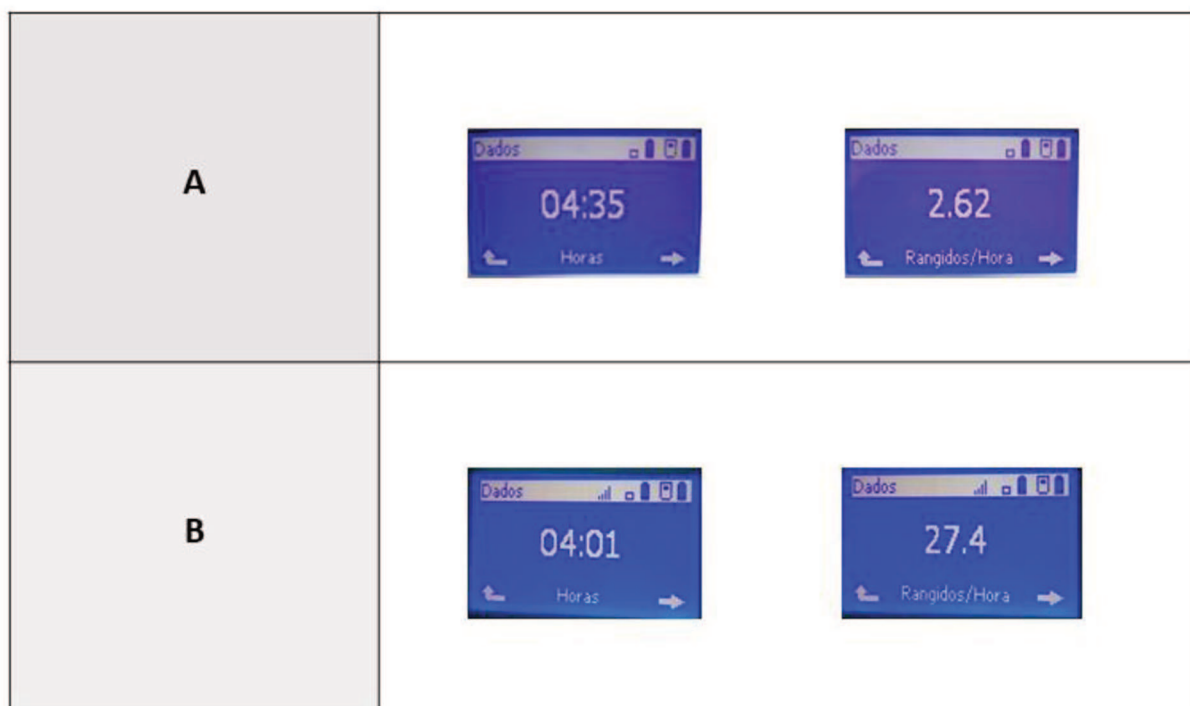 A
Dados
04:35
Horas
Dados
2.62
Rangidos/Hora
B
Dados
04:01
Horas
Dados
27.4
Rangidos/Hora